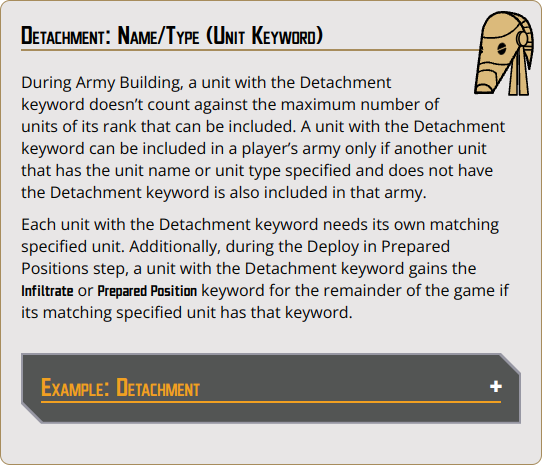 Detachment: Name/Type (Unit Keyword)
During Army Building, a unit with the Detachment
keyword doesn’t count against the maximum number of
units of its rank that can be included. A unit with the Detachment
keyword can be included in a player’s army only if another unit
that has the unit name or unit type specified and does not have
the Detachment keyword is also included in that army.
Each unit with the Detachment keyword needs its own matching
specified unit. Additionally, during the Deploy in Prepared
Positions step, a unit with the Detachment keyword gains the
Infiltrate or Prepared Position keyword for the remainder of the game if
its matching specified unit has that keyword.
Example: Detachment +